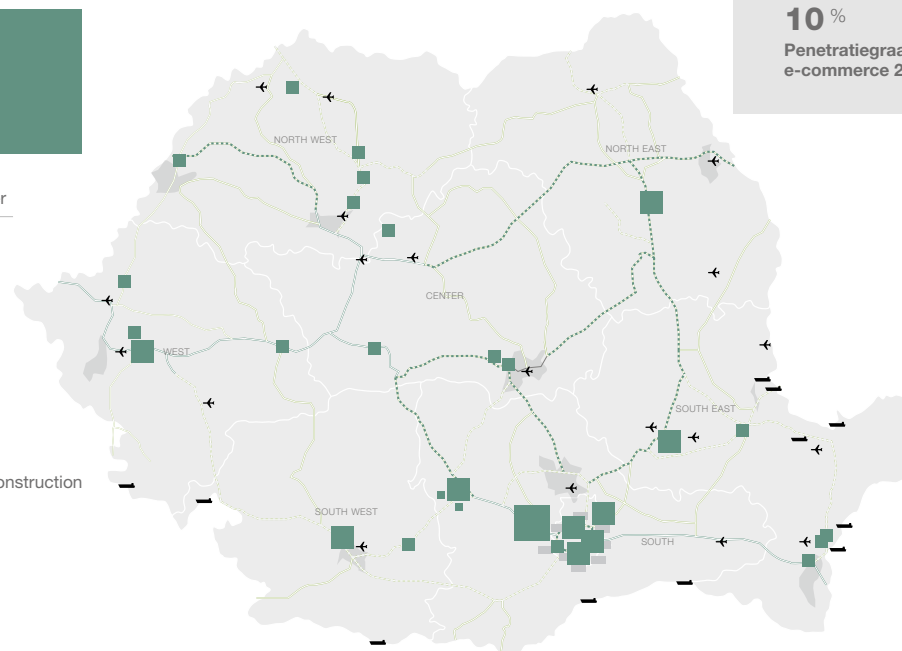 10 %
Penetratiegraa
e-commerce 2
NORTH WEST
NORTH EAST
r
CENTER
WEST
SOUTH EAST
onstruction
SOUTH WEST
SOUTH